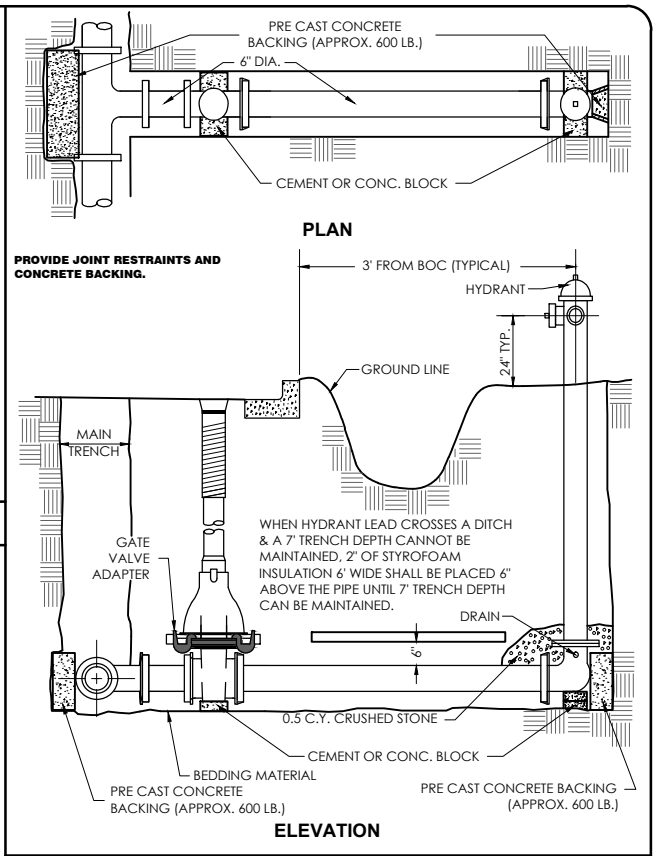 PRE CAST CONCRETE
BACKING (APPROX. 600 LB.)
6" DIA.
CEMENT OR CONC. BLOCK
PLAN
PROVIDE JOINT RESTRAINTS AND
CONCRETE BACKING.
3' FROM BOC (TYPICAL)
HYDRANT
24" TYP.
GROUND LINE
MAIN
TRENCH
GATE
VALVE
ADAPTER
WHEN HYDRANT LEAD CROSSES A DITCH
& A 7' TRENCH DEPTH CANNOT BE
MAINTAINED, 2" OF STYROFOAM
INSULATION 6' WIDE SHALL BE PLACED 6"
ABOVE THE PIPE UNTIL 7' TRENCH DEPTH
CAN BE MAINTAINED.
DRAIN
6"
0.5 C.Y. CRUSHED STONE
CEMENT OR CONC. BLOCK
BEDDING MATERIAL
PRE CAST CONCRETE
BACKING (APPROX. 600 LB.)
PRE CAST CONCRETE BACKING
(APPROX. 600 LB.)
ELEVATION